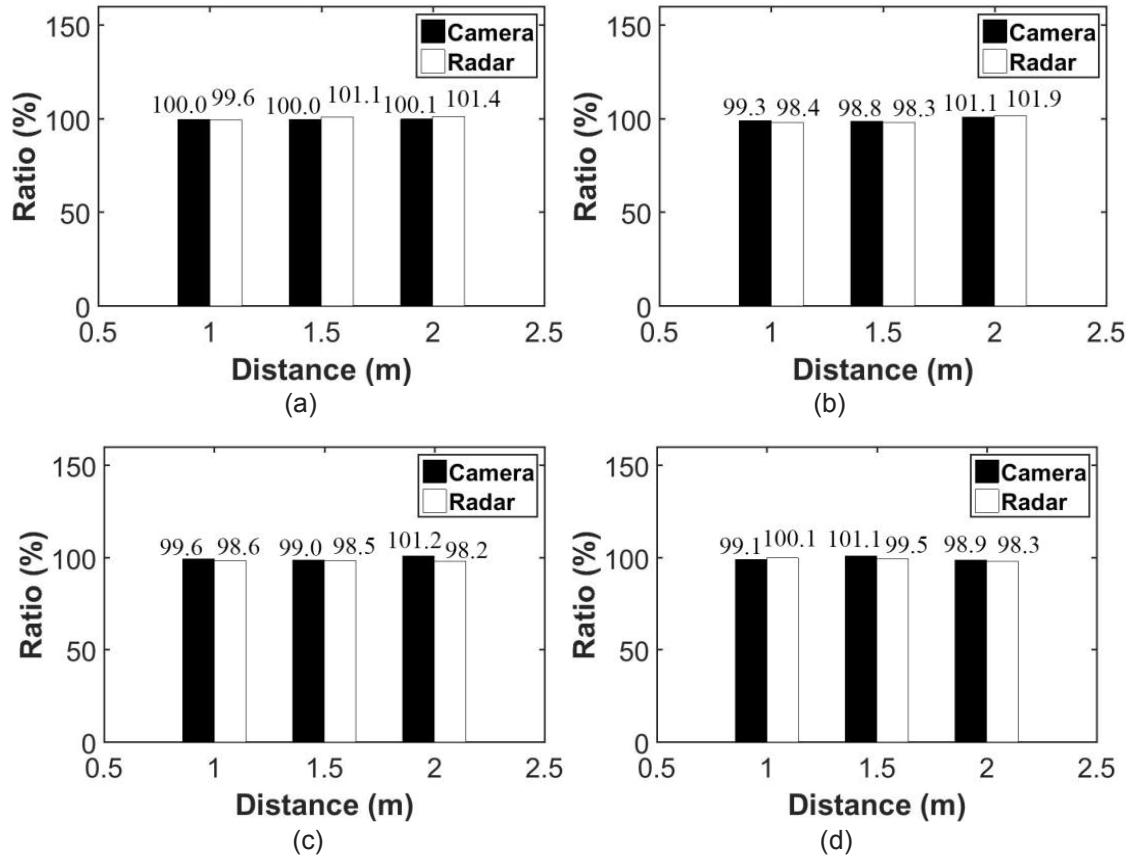 150
100
50
0
Ratio (%)
Camera
Radar
100.0 99.6 100.0 101.1 100.1 101.4
0.5 1 1.5 2 2.5
Distance (m)
(a)
150
100
50
0
Ratio (%)
Camera
Radar
99.3 98.4 98.8 98.3 101.1 101.9
0.5 1 1.5 2 2.5
Distance (m)
(b)
150
100
50
0
Ratio (%)
Camera
Radar
99.6 98.6 99.0 98.5 101.2 98.2
0.5 1 1.5 2 2.5
Distance (m)
(c)
150
100
50
0
Ratio (%)
Camera
Radar
99.1 100.1 101.1 99.5 98.9 98.3
0.5 1 1.5 2 2.5
Distance (m)
(d)